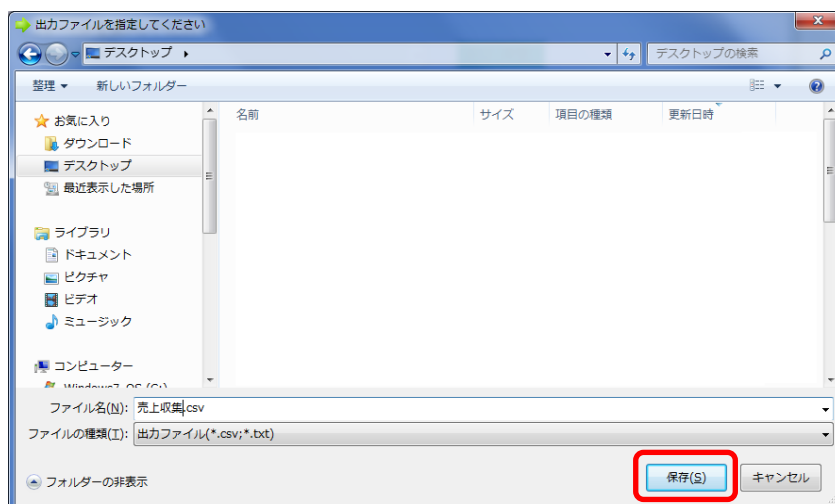 出力ファイルを指定してください
デスクトップ
デスクトップの検索
整理 新しいフォルダー
名前 サイズ 項目の種類 更新日時
お気に入り
ダウンロード
デスクトップ
最近表示した場所
ライブラリ
ドキュメント
ピクチャ
ビデオ
ミュージック
コンピューター
Windows7_OS (C:)
ファイル名(N): 売上収集.csv
ファイルの種類(T): 出力ファイル(*.csv;*.txt)
フォルダーの非表示 保存(S) キャンセル